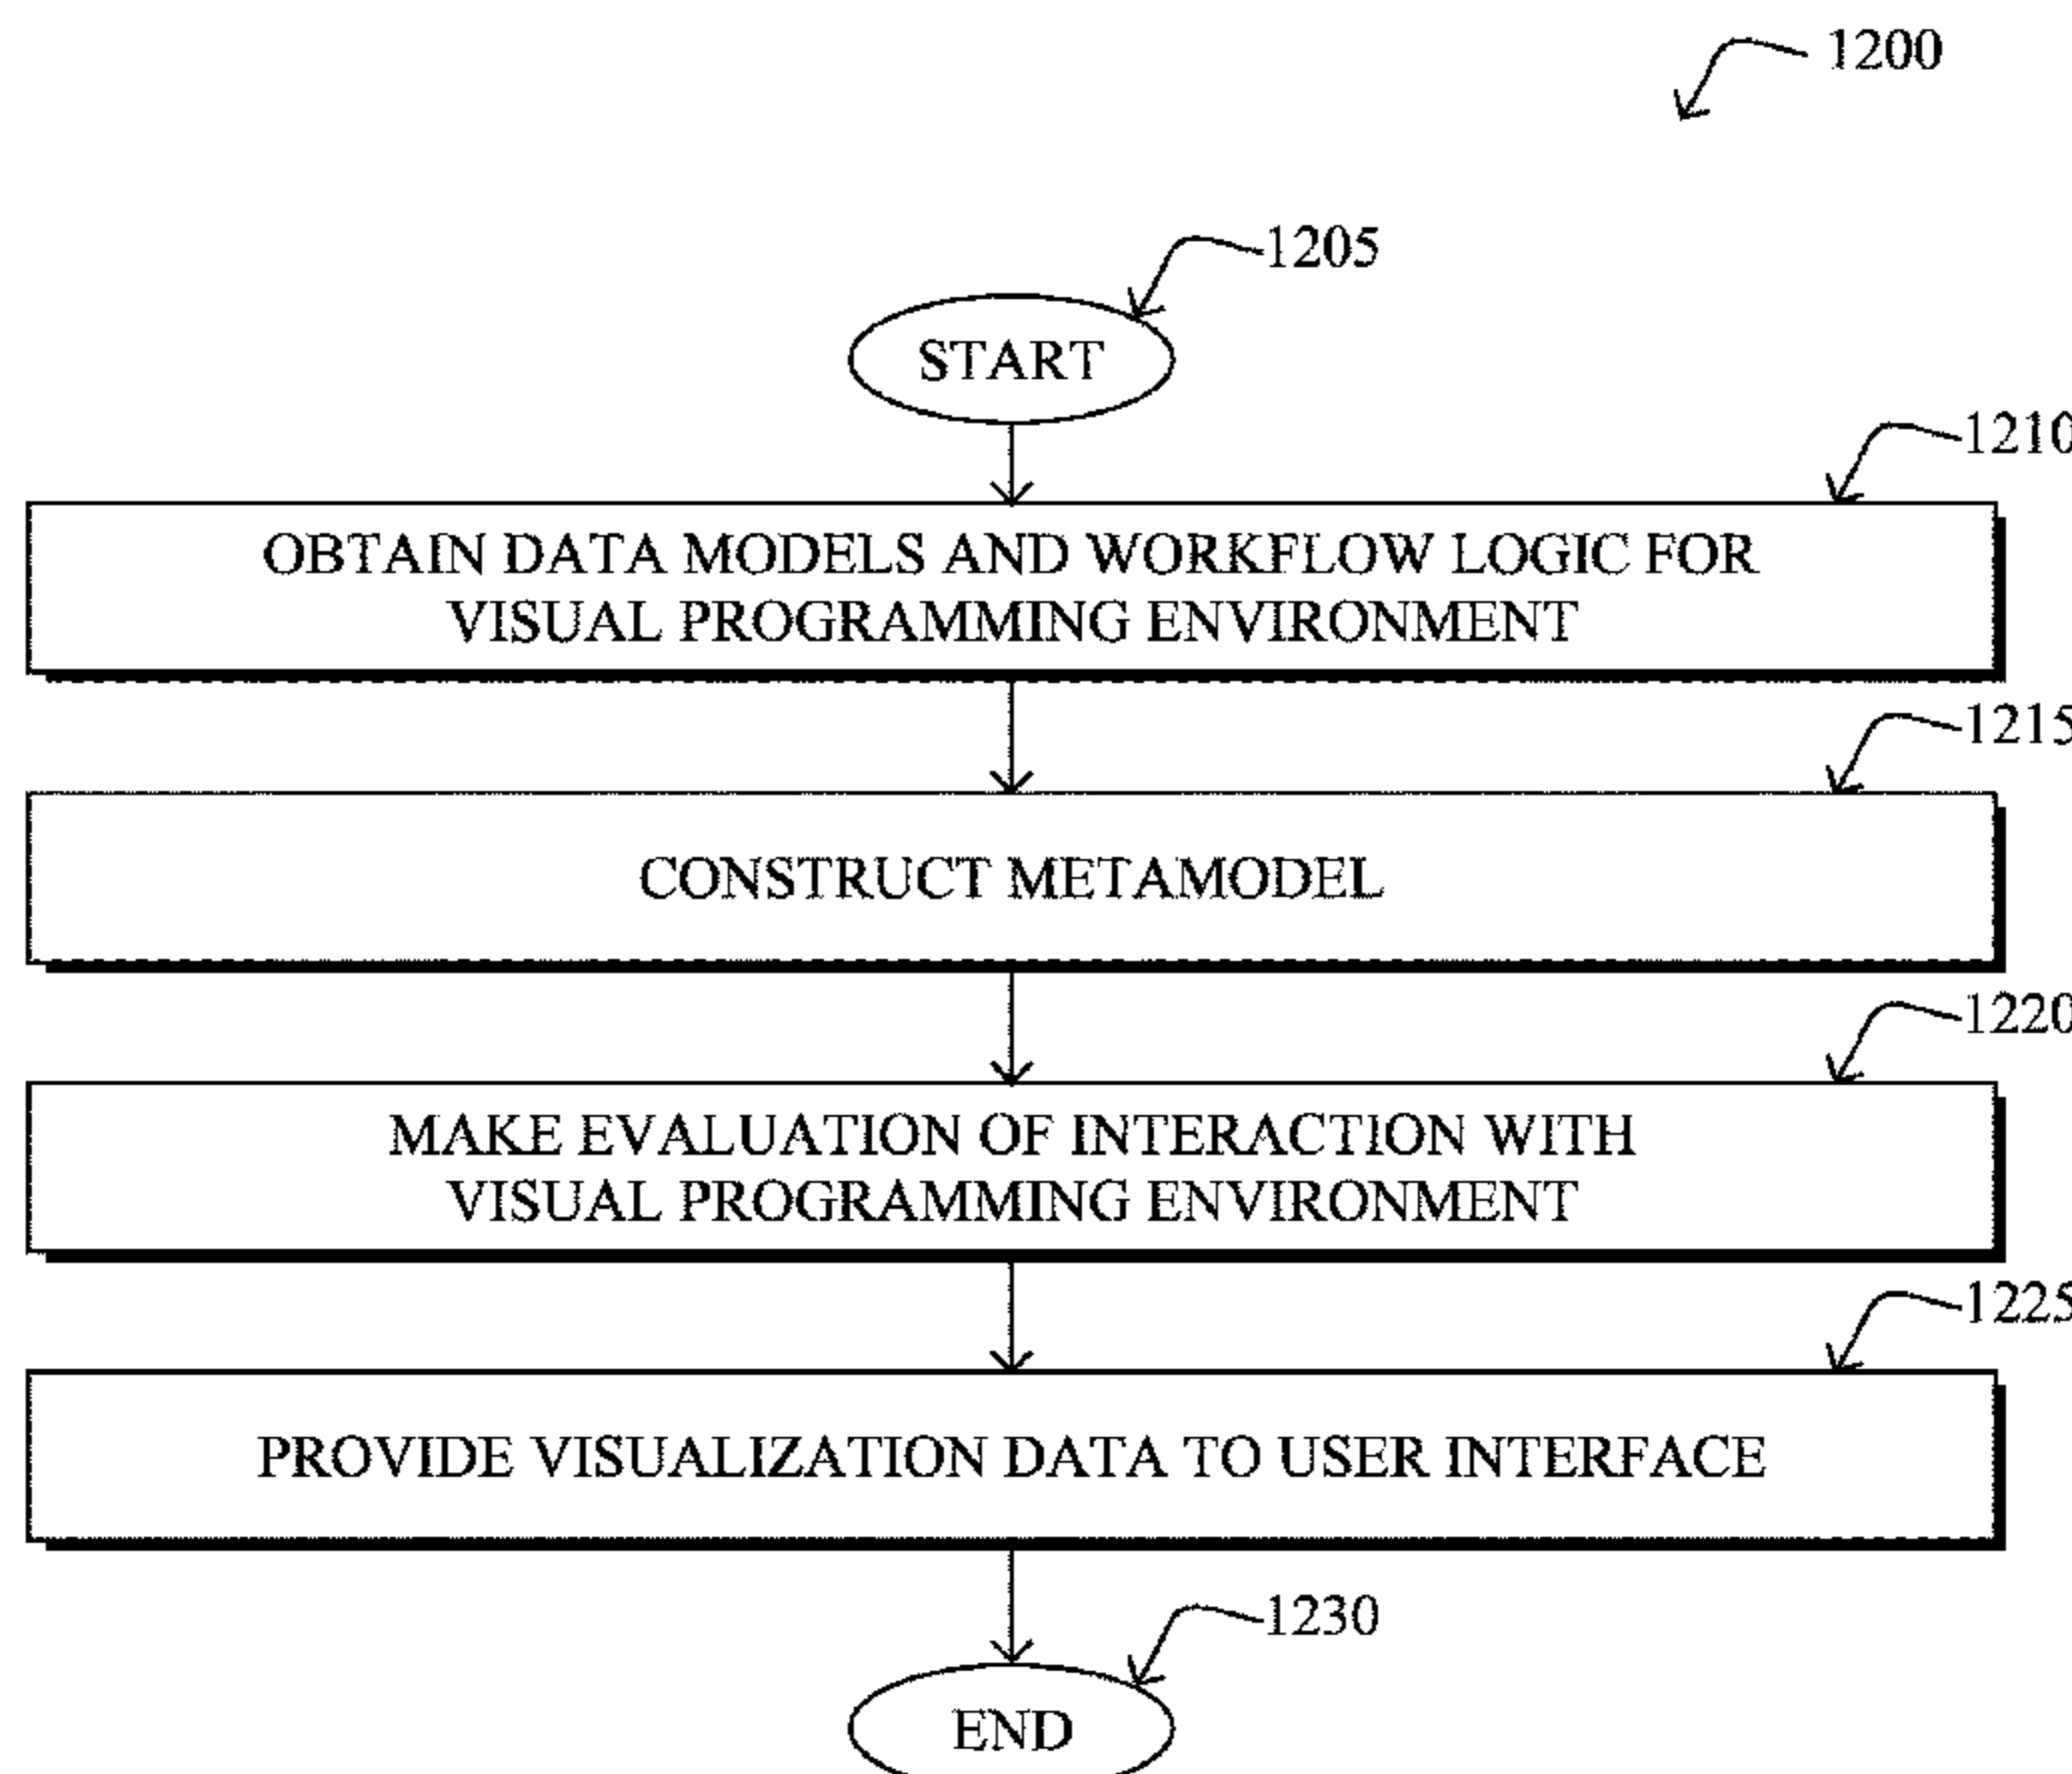 1200
1205
START
1210
OBTAIN DATA MODELS AND WORKFLOW LOGIC FOR
VISUAL PROGRAMMING ENVIRONMENT
1215
CONSTRUCT METAMODEL
1220
MAKE EVALUATION OF INTERACTION WITH
VISUAL PROGRAMMING ENVIRONMENT
1225
PROVIDE VISUALIZATION DATA TO USER INTERFACE
1230
END